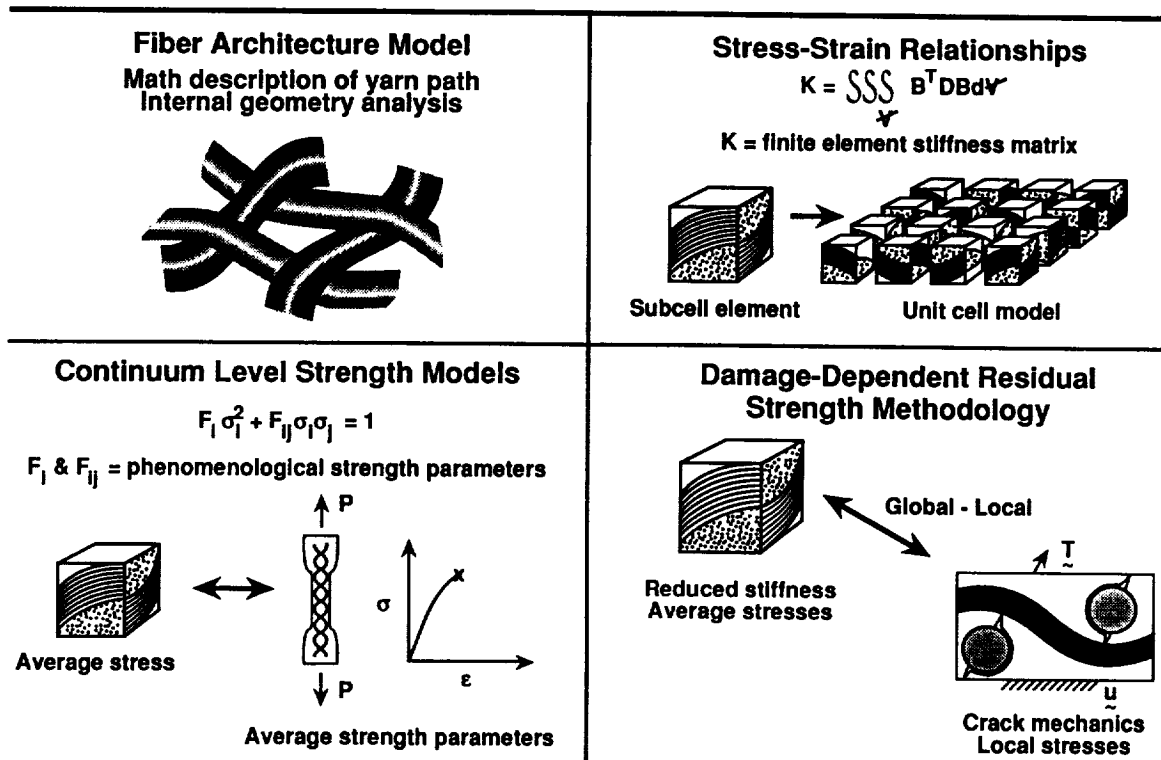 Fiber Architecture Model
Math description of yarn path
Internal geometry analysis
Stress-Strain Relationships
K = ∫∫∫ BᵀDBdV
V
K = finite element stiffness matrix
Subcell element
Unit cell model
Continuum Level Strength Models
Fᵢ σᵢ² + Fᵢⱼσᵢσⱼ = 1
Fᵢ & Fᵢⱼ = phenomenological strength parameters
P
σ
x
ε
P
Average stress
Average strength parameters
Damage-Dependent Residual
Strength Methodology
Global - Local
Reduced stiffness
Average stresses
T
~
u
~
Crack mechanics
Local stresses